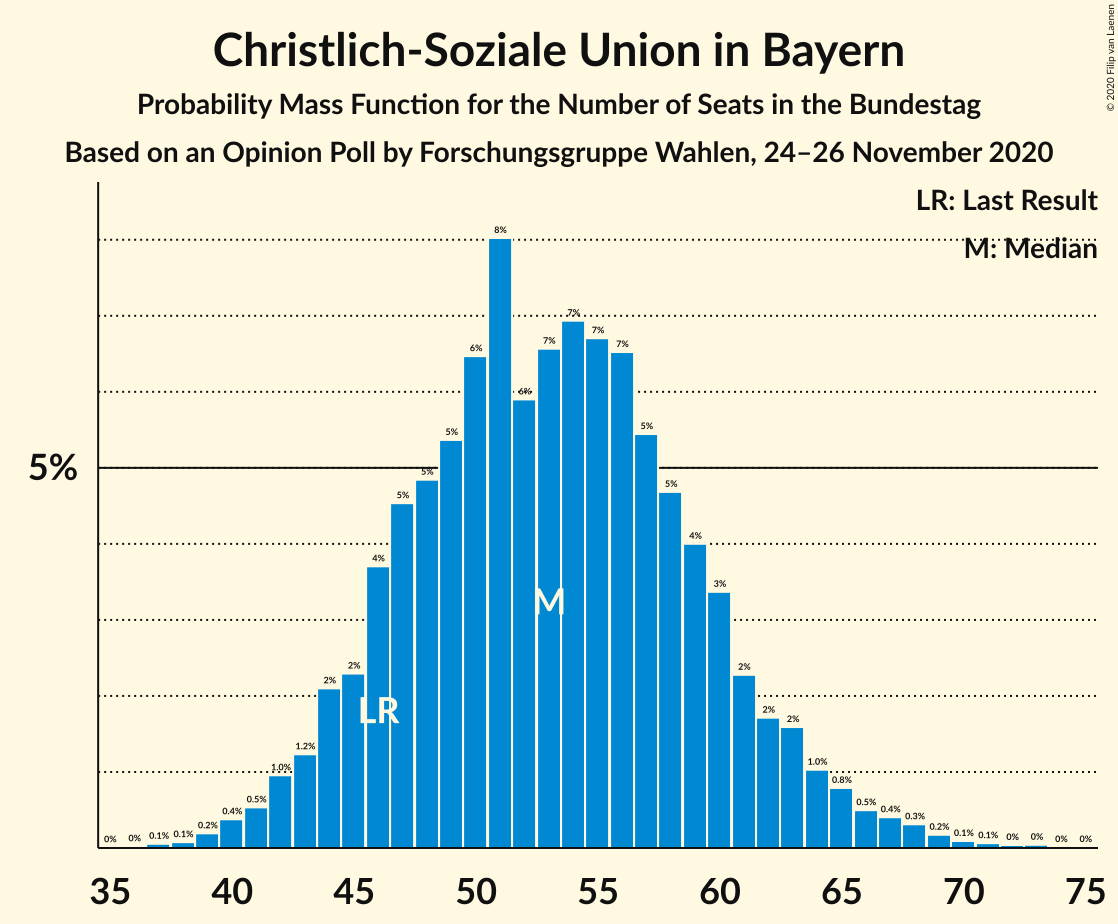 Christlich-Soziale Union in Bayern
Probability Mass Function for the Number of Seats in the Bundestag
Based on an Opinion Poll by Forschungsgruppe Wahlen, 24–26 November 2020
© 2020 Filip van Laenen
LR: Last Result
M: Median
5%
0% 0% 0.1% 0.1% 0.2% 0.4% 0.5% 1.0% 1.2% 2% 2% 4% 5% 5% 5% 6% 8% 6% 7% 7% 7% 7% 5% 5% 4% 3% 2% 2% 2% 1.0% 0.8% 0.5% 0.4% 0.3% 0.2% 0.1% 0.1% 0% 0% 0% 0%
M
LR
35 40 45 50 55 60 65 70 75